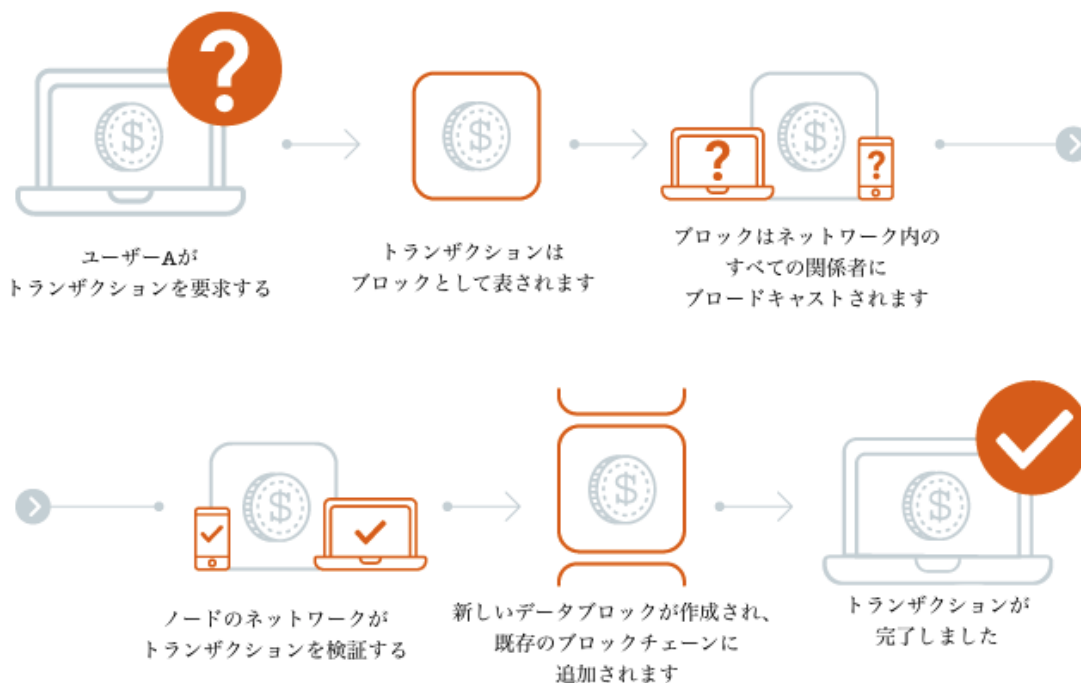 ユーザーAが
トランザクションを要求する
トランザクションは
ブロックとして表されます
ブロックはネットワーク内の
すべての関係者に
ブロードキャストされます
ノードのネットワークが
トランザクションを検証する
新しいデータブロックが作成され、
既存のブロックチェーンに
追加されます
トランザクションが
完了しました